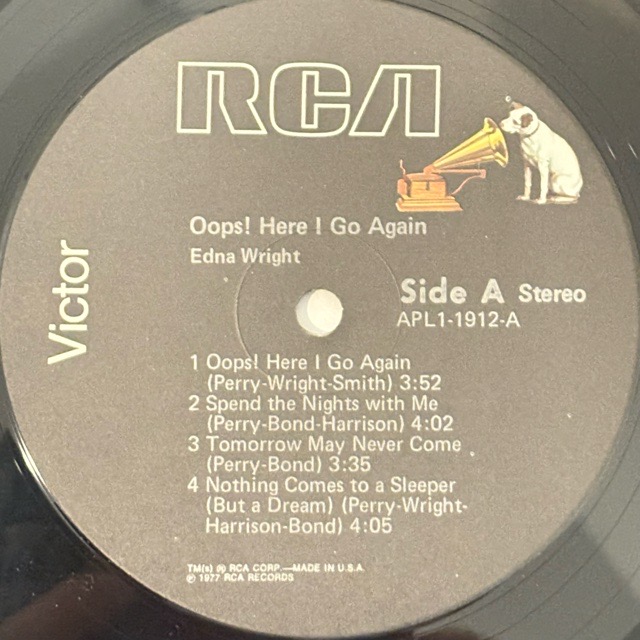 RCA
Victor
Oops! Here I Go Again
Edna Wright
Side A Stereo
APL1-1912-A
1 Oops! Here I Go Again
(Perry-Wright-Smith) 3:52
2 Spend the Nights with Me
(Perry-Bond-Harrison) 4:02
3 Tomorrow May Never Come
(Perry-Bond) 3:35
4 Nothing Comes to a Sleeper
(But a Dream) (Perry-Wright-
Harrison-Bond) 4:05
TM(s) ® RCA CORP.—MADE IN U.S.A.
℗ 1977 RCA RECORDS